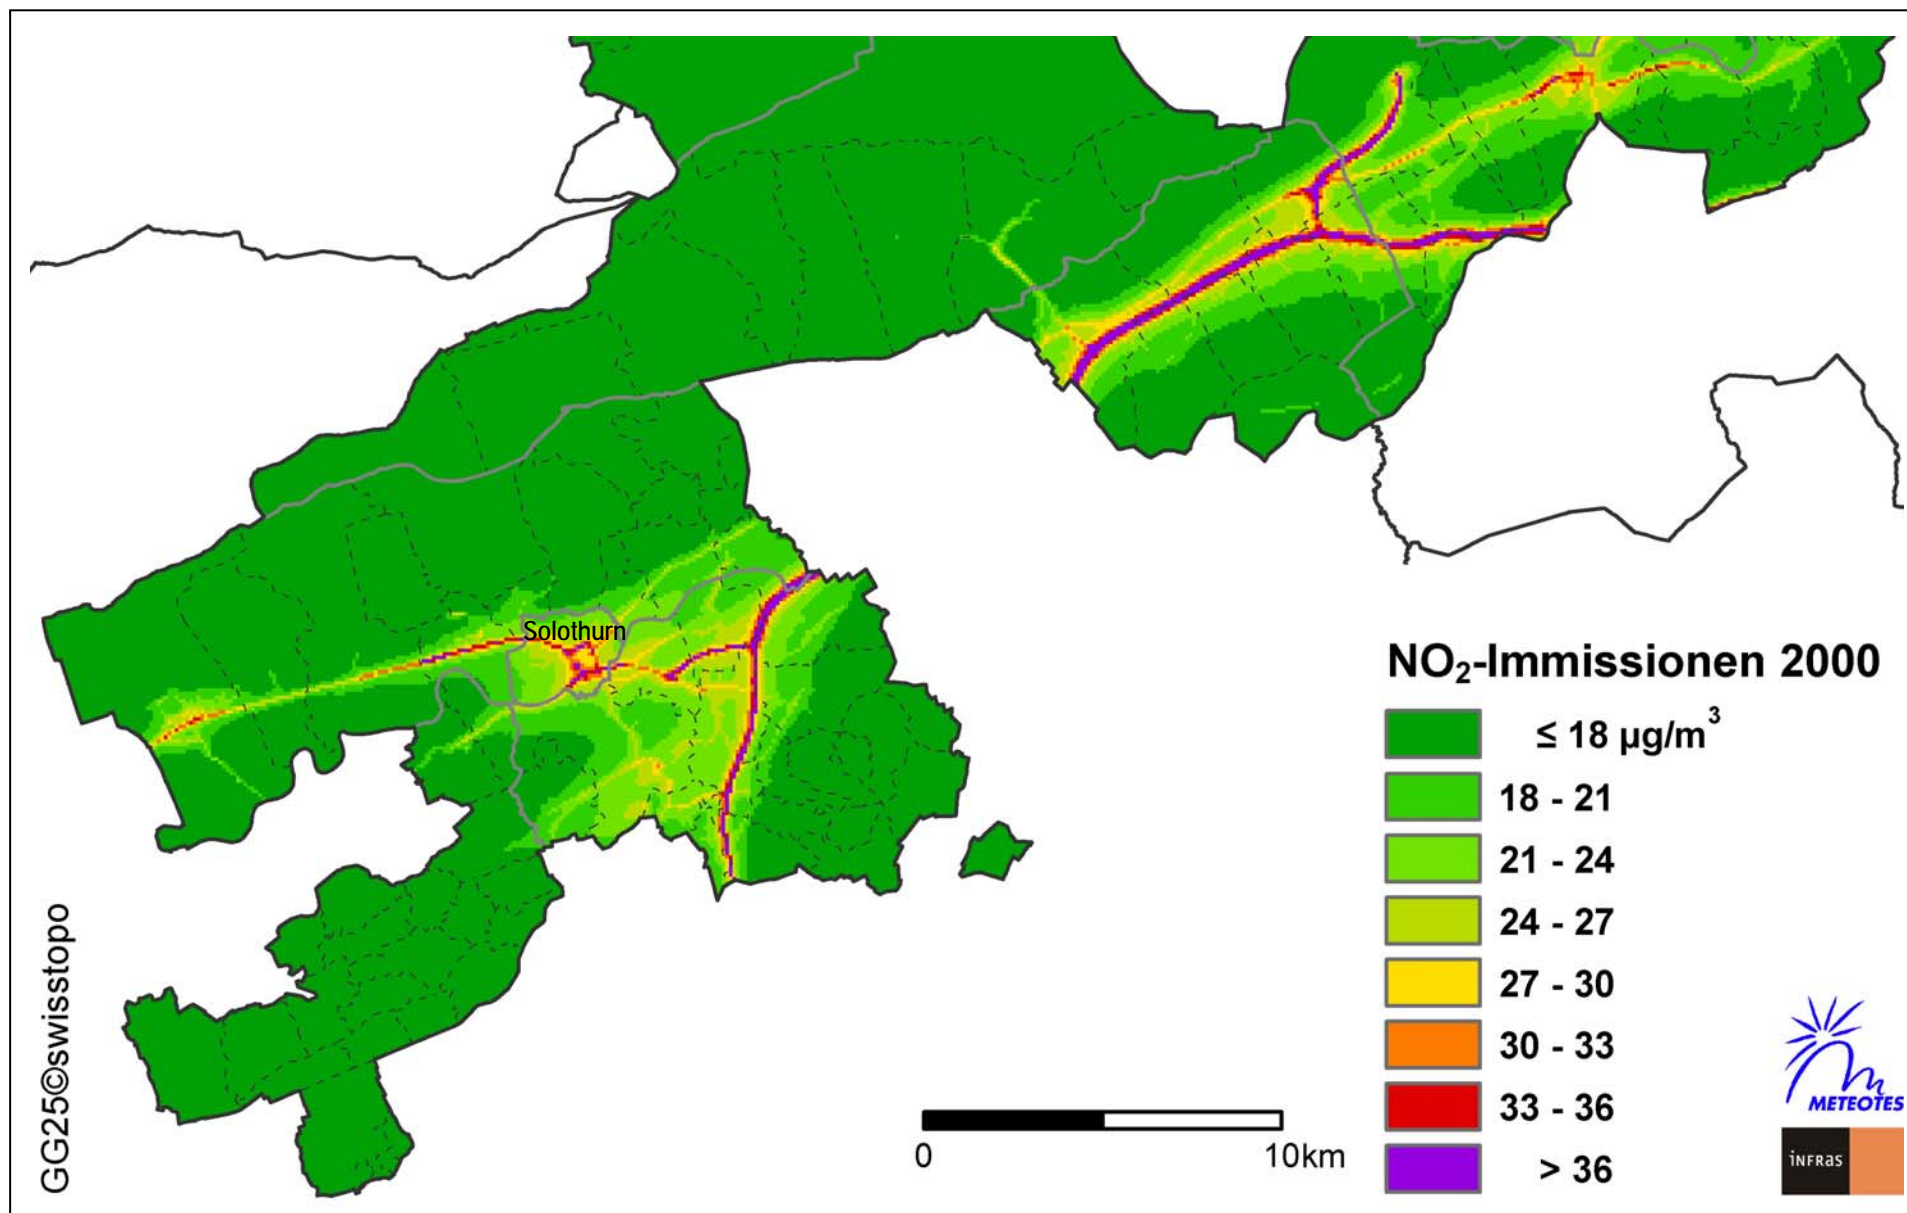 Solothurn
NO₂-Immissionen 2000
≤ 18 µg/m³
18 - 21
21 - 24
24 - 27
27 - 30
30 - 33
33 - 36
> 36
GG25©swisstopo
0 10km
METEOTES
iNFRaS